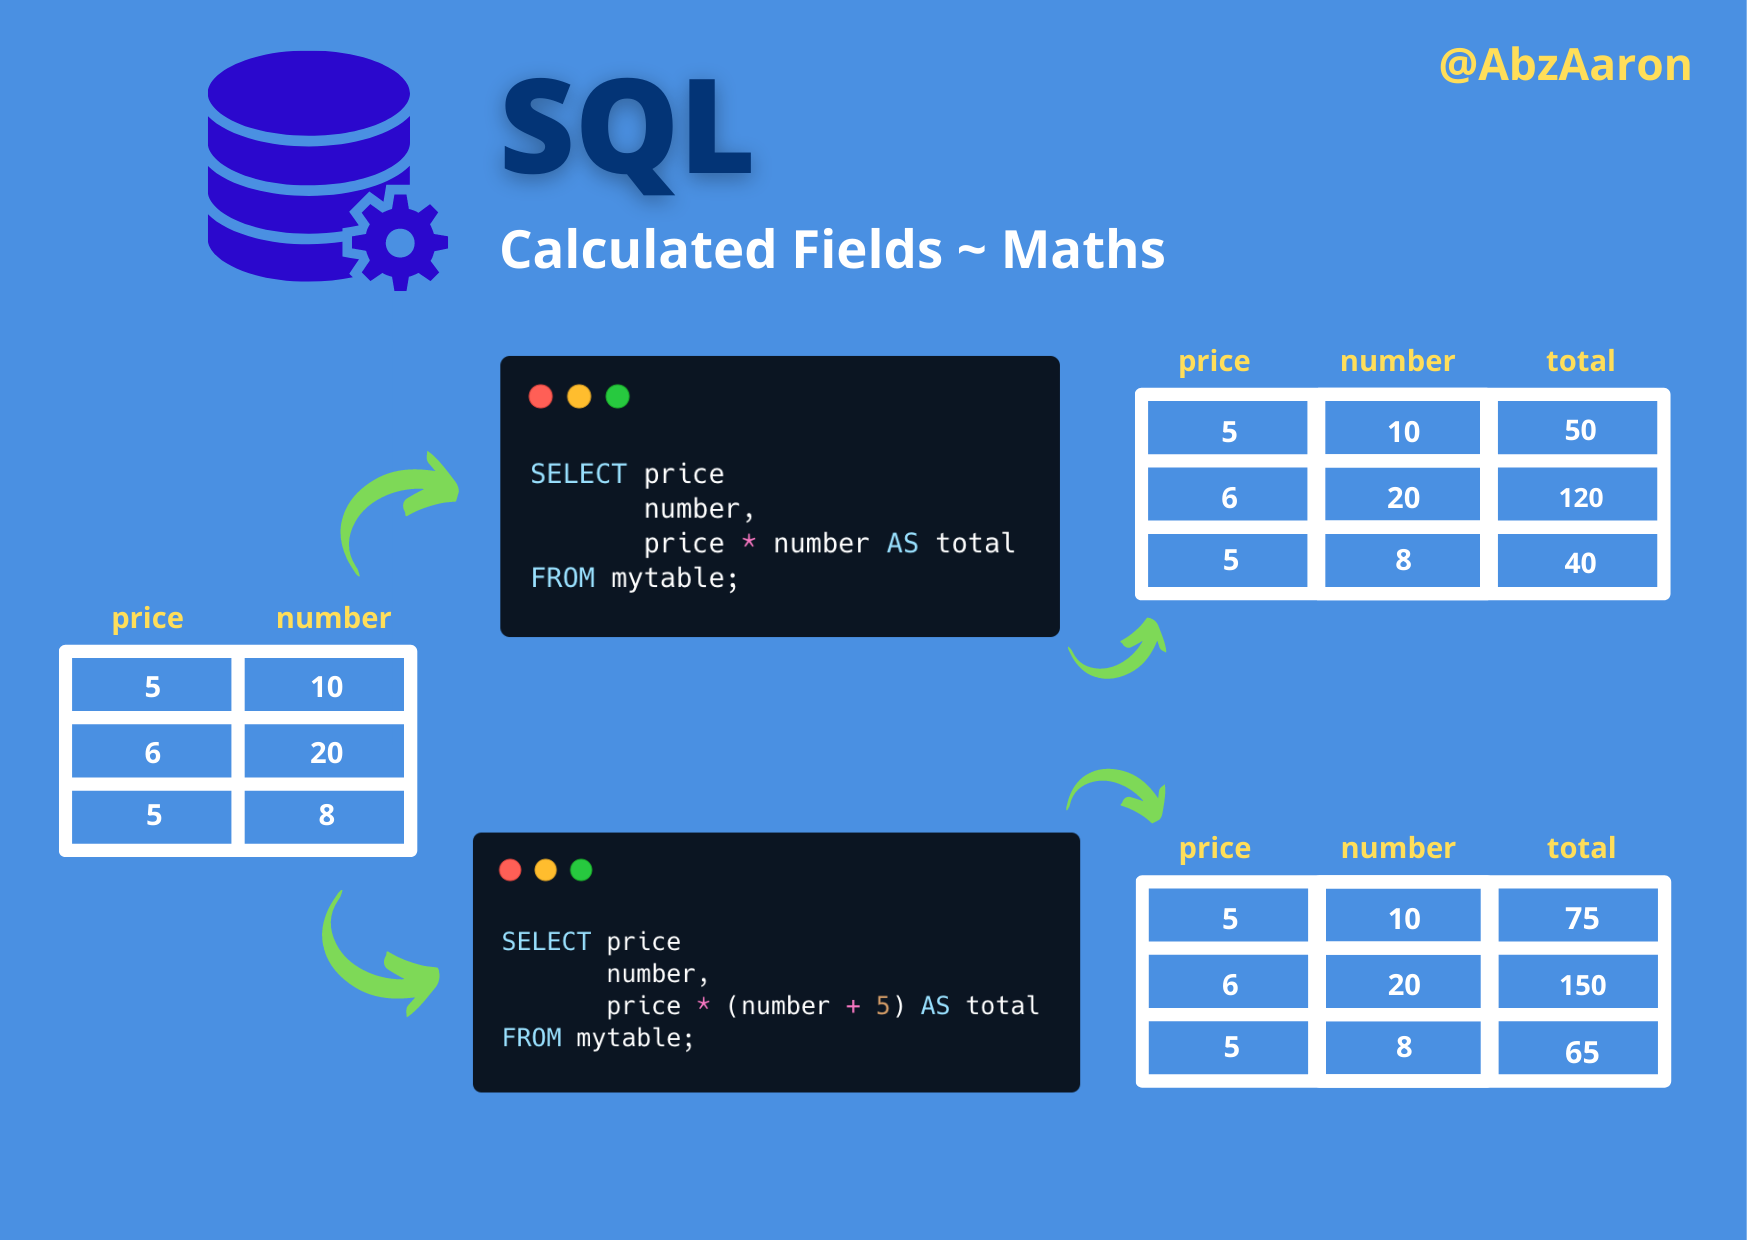 @AbzAaron
SQL
Calculated Fields ~ Maths
price number
5 10
6 20
5 8
SELECT price
number,
price * number AS total
FROM mytable;
price number total
5 10 50
6 20 120
5 8 40
SELECT price
number,
price * (number + 5) AS total
FROM mytable;
price number total
5 10 75
6 20 150
5 8 65